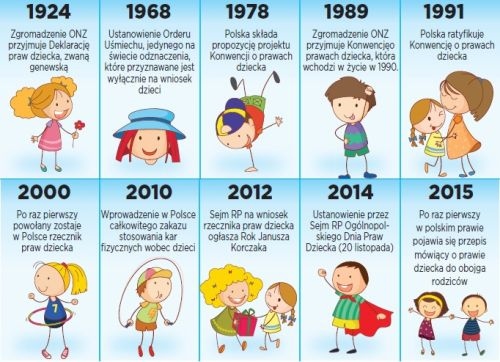 1924
Zgromadzenie ONZ
przyjmuje Deklarację
praw dziecka, zwaną
genewską
1968
Ustanowienie Orderu
Uśmiechu, jedynego na
świecie odznaczenia,
które przyznawane jest
wyłącznie na wniosek
dzieci
1978
Polska składa
propozycję projektu
Konwencji o prawach
dziecka
1989
Zgromadzenie ONZ
przyjmuje Konwencjęo
prawach dziecka, która
wchodzi w życie w 1990.
1991
Polska ratyfikuje
Konwencję o prawach
dziecka
2000
Po raz pierwszy
powołany zostaje
w Polsce rzecznik
praw dziecka
2010
Wprowadzenie w Polsce
całkowitego zakazu
stosowania kar
fizycznych wobec dzieci
2012
Sejm RP na wniosek
rzecznika praw dziecka
ogłasza Rok Janusza
Korczaka
2014
Ustanowienie przez
Sejm RP Ogólnopol-
skiego Dnia Praw
Dziecka (20 listopada)
2015
Po raz pierwszy
w polskim prawie
pojawia się przepis
mówiący o prawie
dziecka do obojga
rodziców